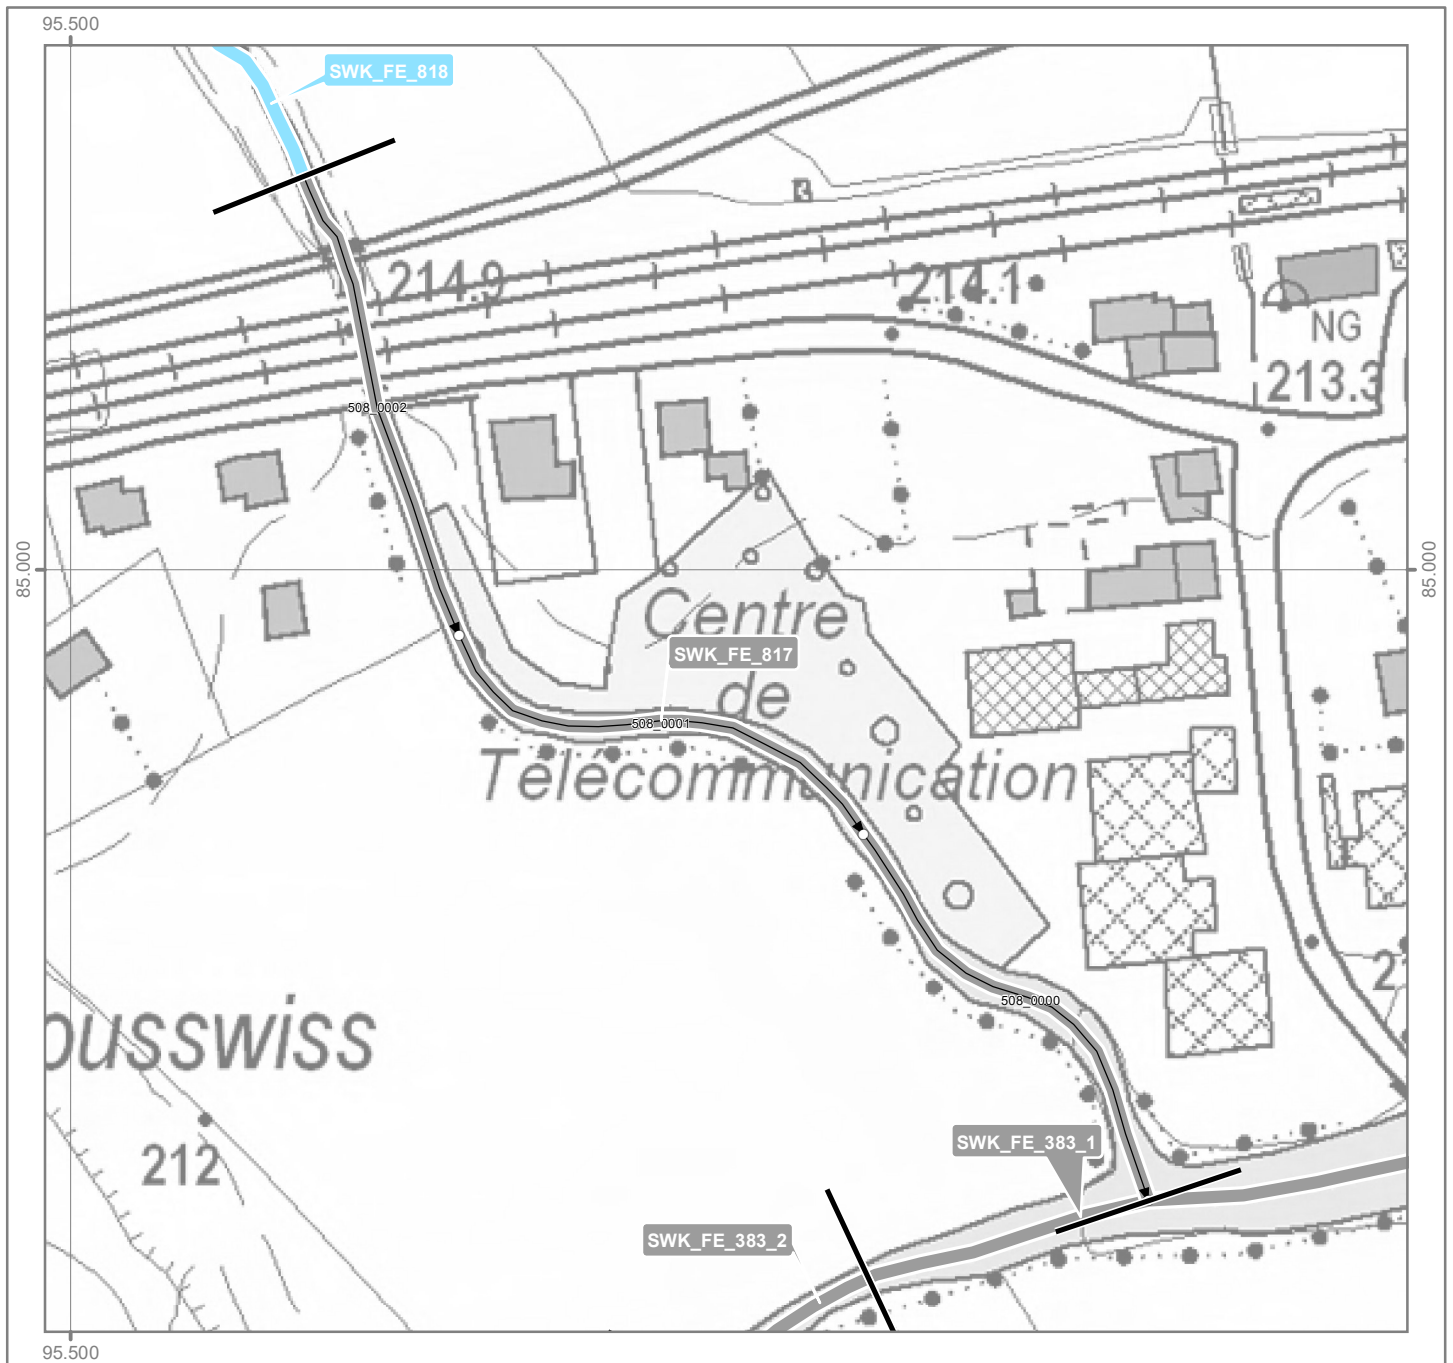 95.500
SWK_FE_818
214.9
214.1
NG
213.3
508_0002
85.000
85.000
Centre
SWK_FE_817
de
508_0001
Télécommunication
508_0000
ousswiss
212
SWK_FE_383_1
SWK_FE_383_2
95.500